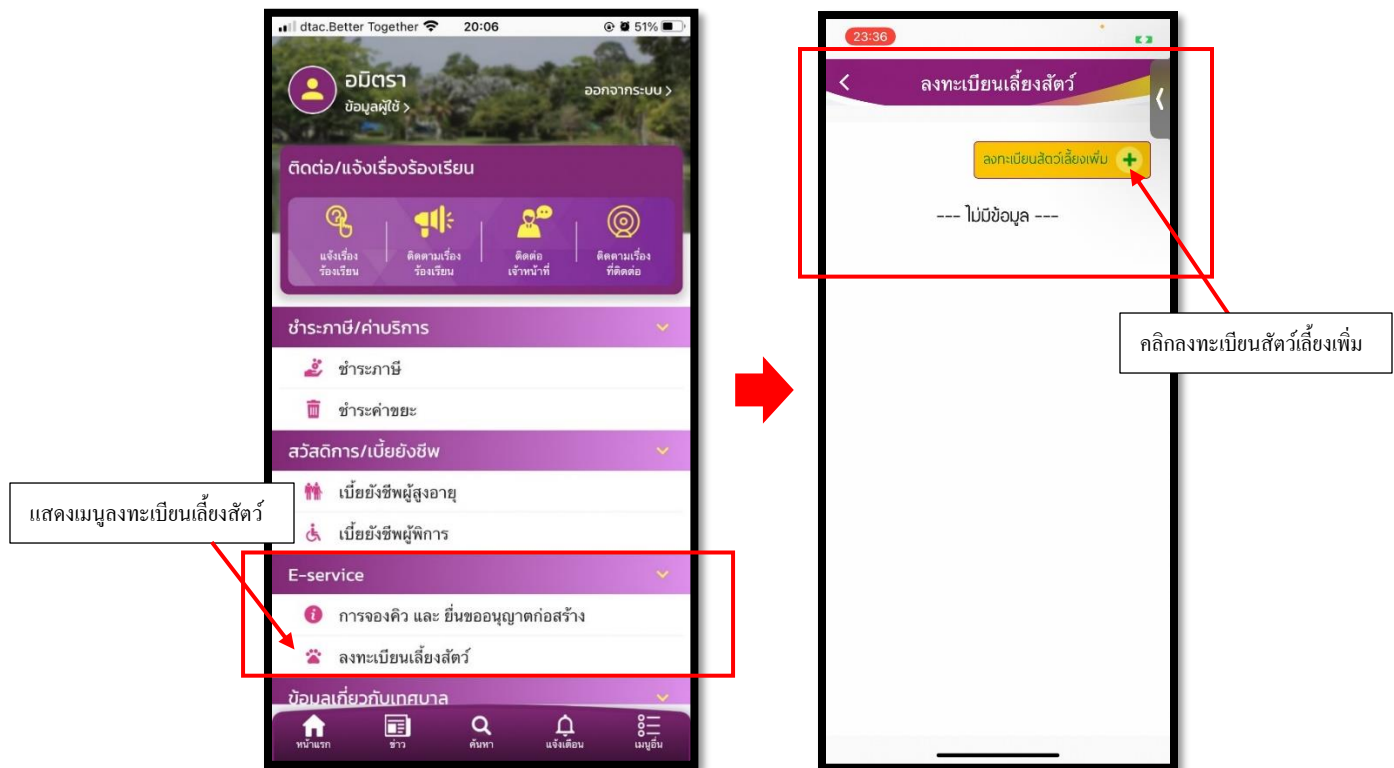 dtac.Better Together 20:06 51%
อมิตรา
ข้อมูลผู้ใช้ >
ออกจากระบบ >
ติดต่อ/แจ้งเรื่องร้องเรียน
แจ้งเรื่อง
ร้องเรียน
ติดตามเรื่อง
ร้องเรียน
ติดต่อ
เจ้าหน้าที่
ติดตามเรื่อง
ที่ติดต่อ
ชำระภาษี/ค่าบริการ
ชำระภาษี
ชำระค่าขยะ
สวัสดิการ/เบี้ยยังชีพ
เบี้ยยังชีพผู้สูงอายุ
เบี้ยยังชีพผู้พิการ
E-service
การจองคิว และ ยื่นขออนุญาตก่อสร้าง
ลงทะเบียนเลี้ยงสัตว์
ข้อมูลเกี่ยวกับเทศบาล
หน้าแรก
ข่าว
ค้นหา
แจ้งเตือน
เมนูอื่น
แสดงเมนูลงทะเบียนเลี้ยงสัตว์
23:36
ลงทะเบียนเลี้ยงสัตว์
ลงทะเบียนสัตว์เลี้ยงเพิ่ม
--- ไม่มีข้อมูล ---
คลิกลงทะเบียนสัตว์เลี้ยงเพิ่ม